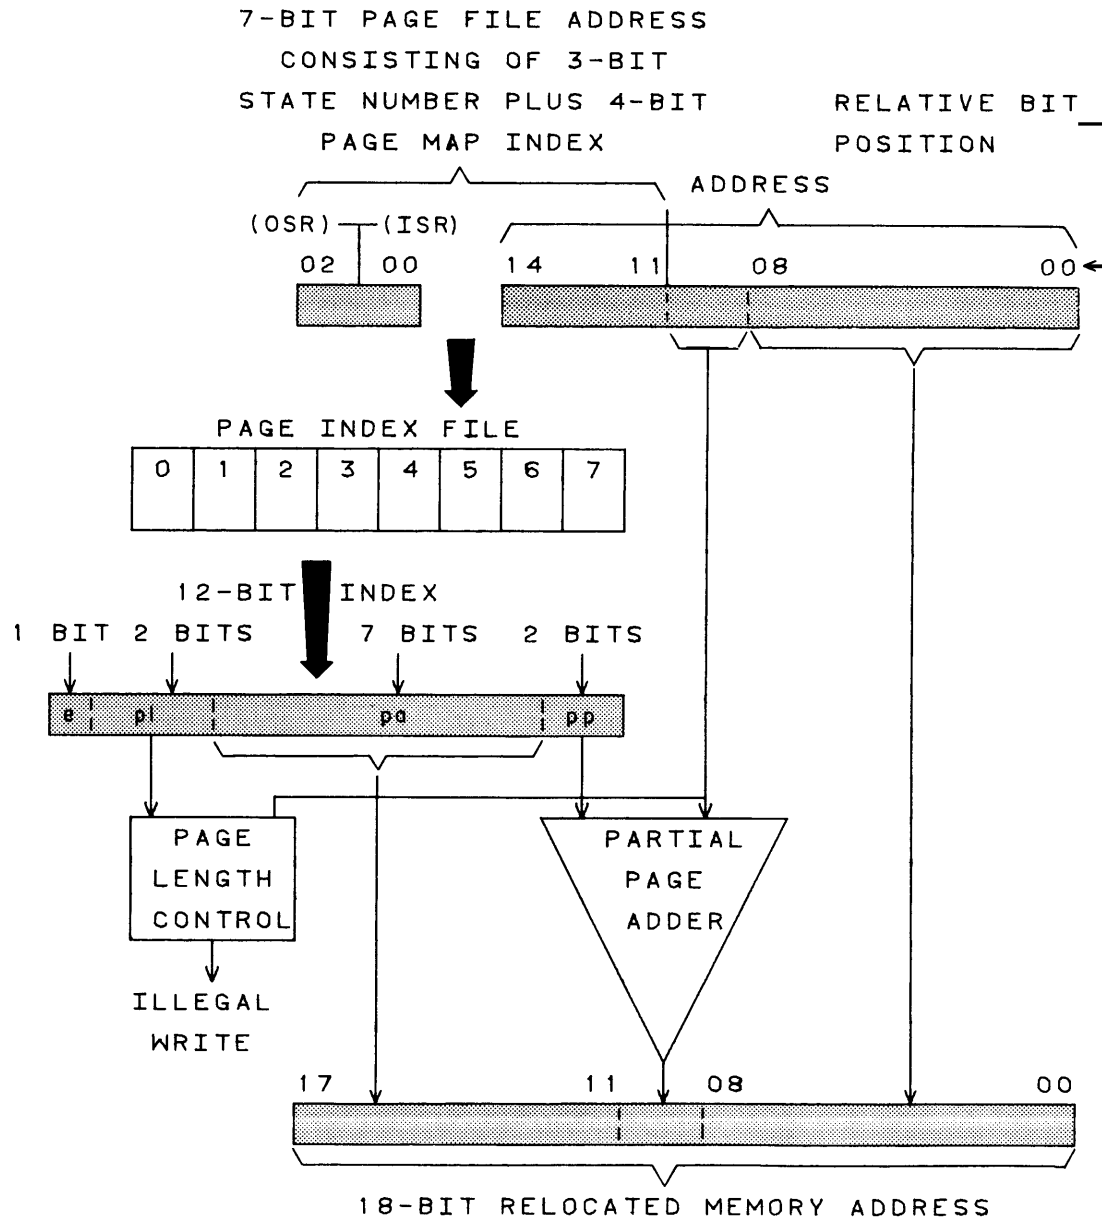 7-BIT PAGE FILE ADDRESS
CONSISTING OF 3-BIT
STATE NUMBER PLUS 4-BIT
PAGE MAP INDEX
RELATIVE BIT
POSITION
ADDRESS
(OSR) (ISR)
02 00 14 11 08 00
PAGE INDEX FILE
0 1 2 3 4 5 6 7
12-BIT INDEX
1 BIT 2 BITS 7 BITS 2 BITS
e pl pa pp
PAGE
LENGTH
CONTROL
PARTIAL
PAGE
ADDER
ILLEGAL
WRITE
17 11 08 00
18-BIT RELOCATED MEMORY ADDRESS